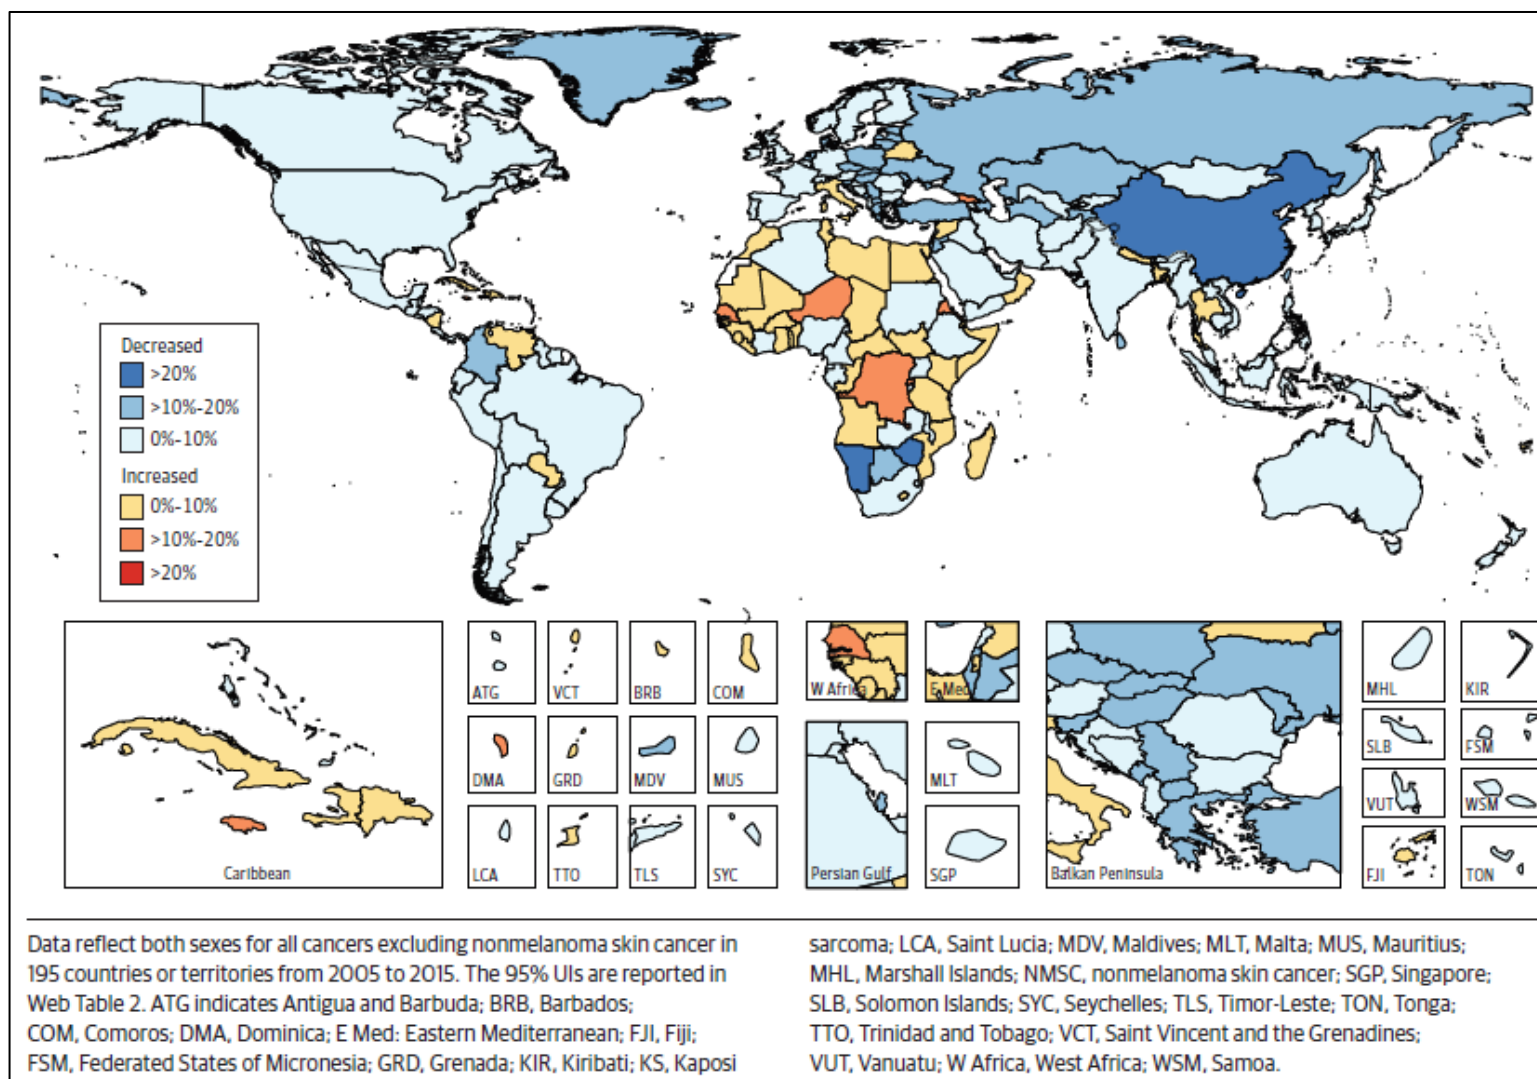 Decreased
>20%
>10%-20%
0%-10%
Increased
0%-10%
>10%-20%
>20%
Caribbean
ATG
VCT
BRB
COM
DMA
GRD
MDV
MUS
LCA
TTO
TLS
SYC
W Africa
E Med
Persian Gulf
MLT
SGP
Balkan Peninsula
MHL
KIR
SLB
FSM
VUT
WSM
FJI
TON
Data reflect both sexes for all cancers excluding nonmelanoma skin cancer in
195 countries or territories from 2005 to 2015. The 95% UIs are reported in
Web Table 2. ATG indicates Antigua and Barbuda; BRB, Barbados;
COM, Comoros; DMA, Dominica; E Med: Eastern Mediterranean; FJI, Fiji;
FSM, Federated States of Micronesia; GRD, Grenada; KIR, Kiribati; KS, Kaposi
sarcoma; LCA, Saint Lucia; MDV, Maldives; MLT, Malta; MUS, Mauritius;
MHL, Marshall Islands; NMSC, nonmelanoma skin cancer; SGP, Singapore;
SLB, Solomon Islands; SYC, Seychelles; TLS, Timor-Leste; TON, Tonga;
TTO, Trinidad and Tobago; VCT, Saint Vincent and the Grenadines;
VUT, Vanuatu; W Africa, West Africa; WSM, Samoa.